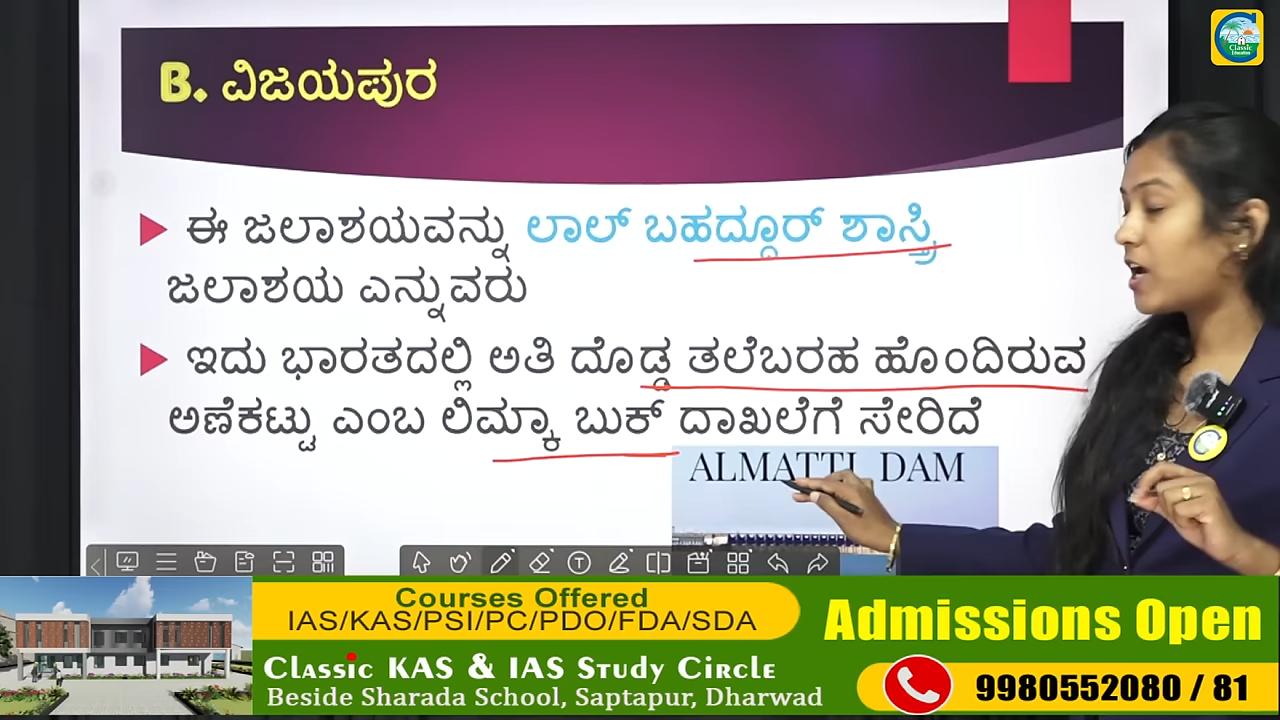 B. ವಿಜಯಪುರ
Classic
Education
ಈ ಜಲಾಶಯವನ್ನು ಲಾಲ್ ಬಹದ್ದೂರ್ ಶಾಸ್ತ್ರಿ
ಜಲಾಶಯ ಎನ್ನುವರು
ಇದು ಭಾರತದಲ್ಲಿ ಅತಿ ದೊಡ್ಡ ತಲೆಬರಹ ಹೊಂದಿರುವ
ಅಣೆಕಟ್ಟು ಎಂಬ ಲಿಮ್ಕಾ ಬುಕ್ ದಾಖಲೆಗೆ ಸೇರಿದೆ
ALMATTI DAM
Courses Offered
IAS/KAS/PSI/PC/PDO/FDA/SDA
Classic KAS & IAS Study Circle
Beside Sharada School, Saptapur, Dharwad
Admissions Open
9980552080 / 81